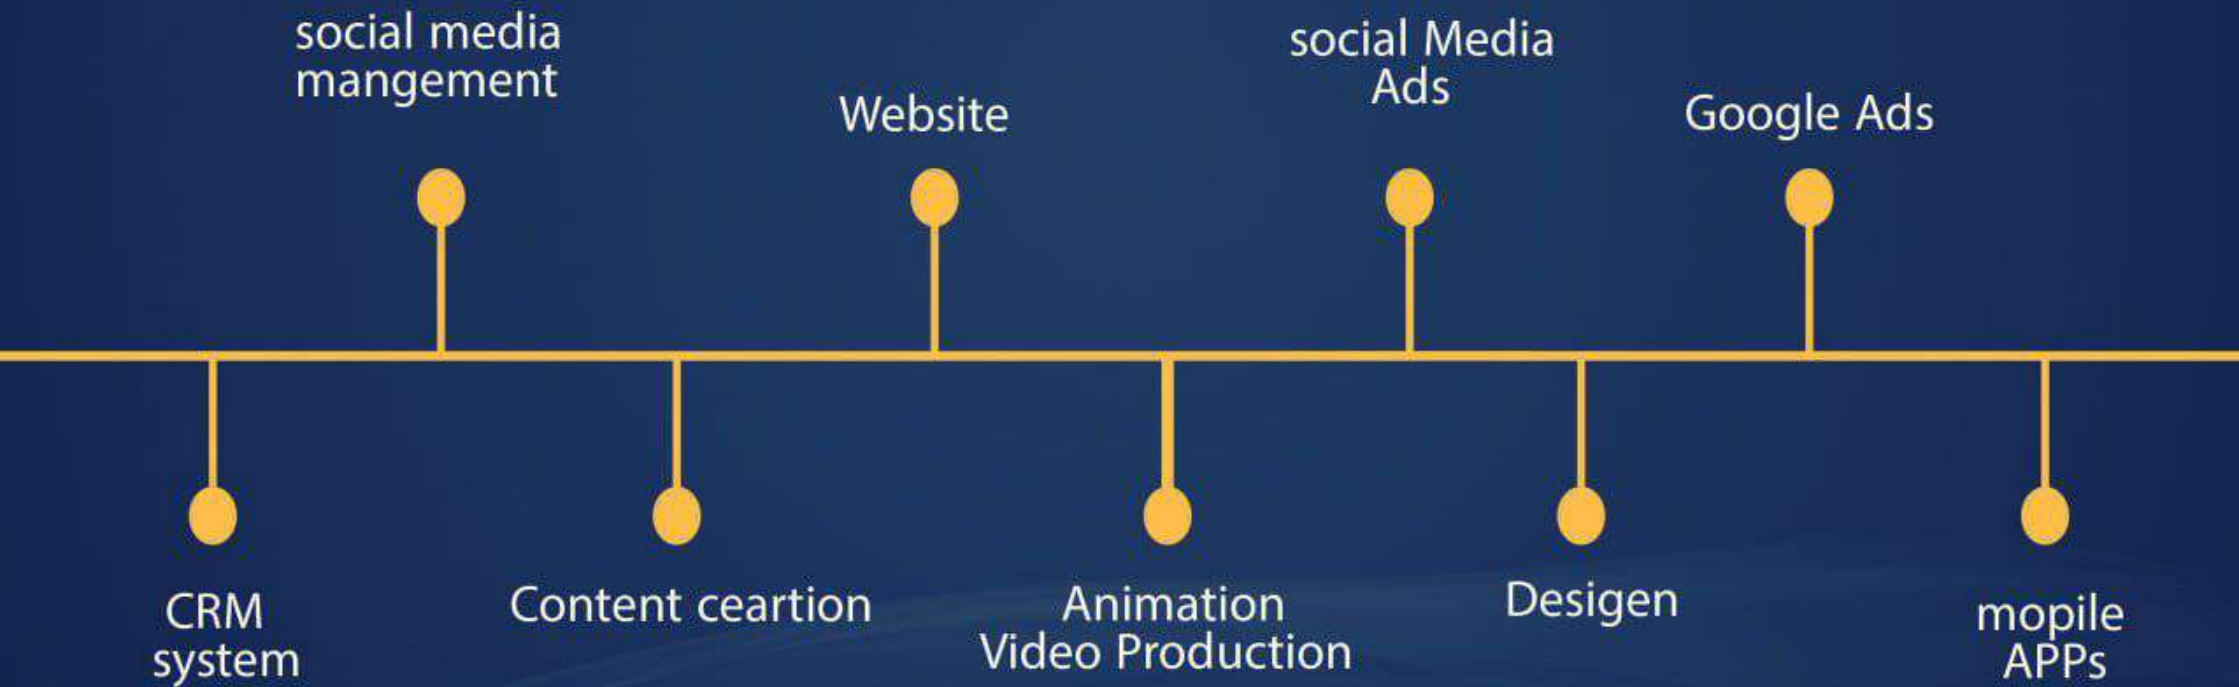 social media
mangement
Website
social Media
Ads
Google Ads
CRM
system
Content ceartion
Animation
Video Production
Desigen
mopile
APPs